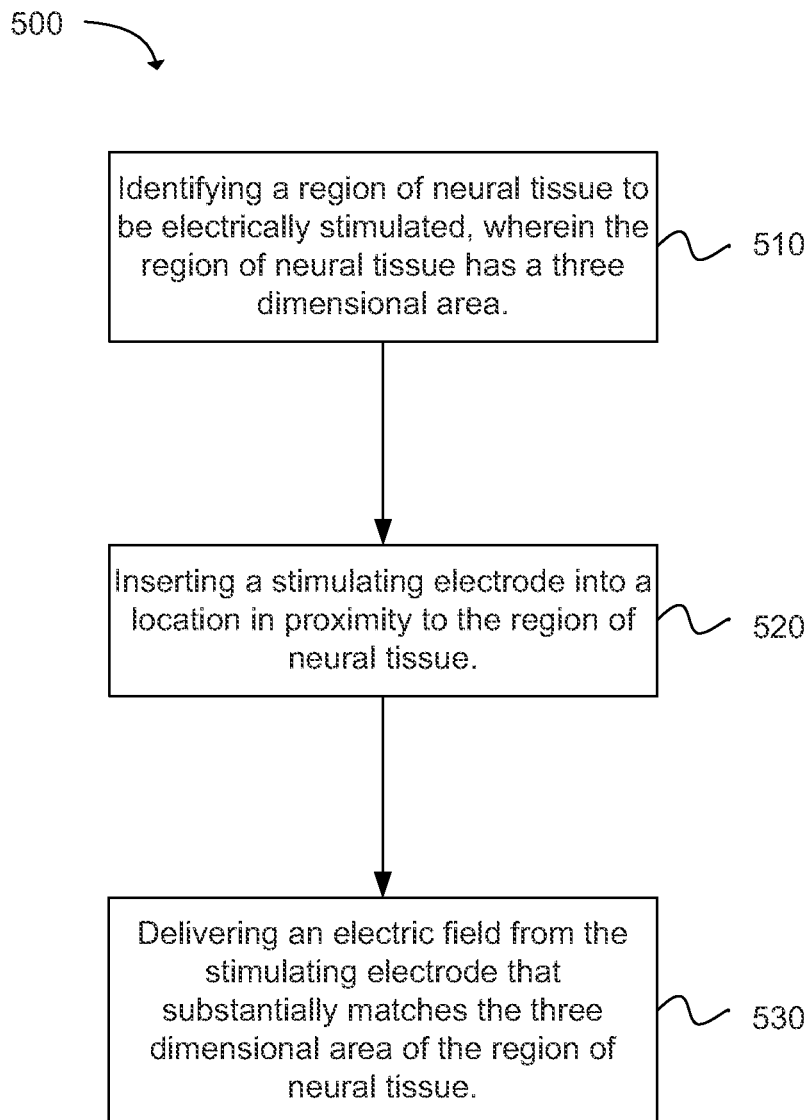 500
Identifying a region of neural tissue to
be electrically stimulated, wherein the
region of neural tissue has a three
dimensional area.
510
Inserting a stimulating electrode into a
location in proximity to the region of
neural tissue.
520
Delivering an electric field from the
stimulating electrode that
substantially matches the three
dimensional area of the region of
neural tissue.
530